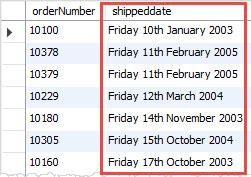 orderNumber shippeddate
10100 Friday 10th January 2003
10378 Friday 11th February 2005
10379 Friday 11th February 2005
10229 Friday 12th March 2004
10180 Friday 14th November 2003
10305 Friday 15th October 2004
10160 Friday 17th October 2003